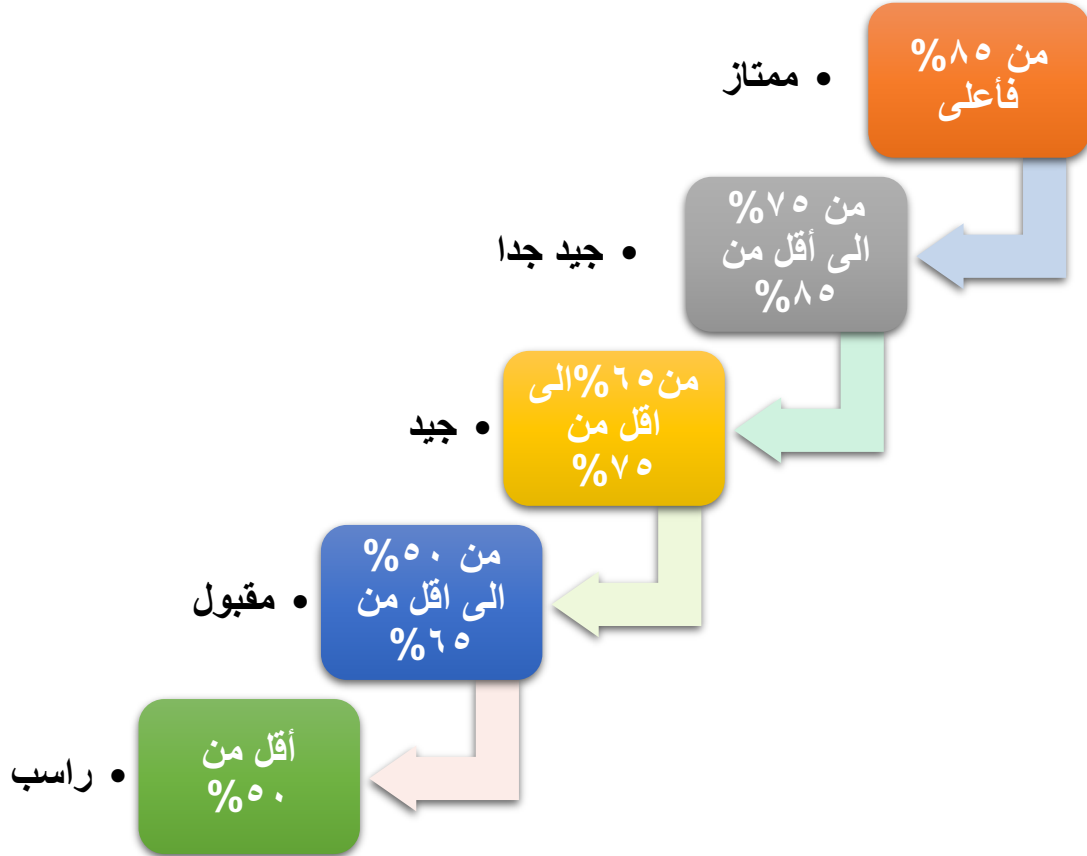 من ٨٥%
فأعلى
• ممتاز
من ٧٥%
الى أقل من
٨٥%
• جيد جدا
من٦٥%الى
اقل من
٧٥%
• جيد
من ٥٠%
الى اقل من
٦٥%
• مقبول
أقل من
٥٠%
• راسب